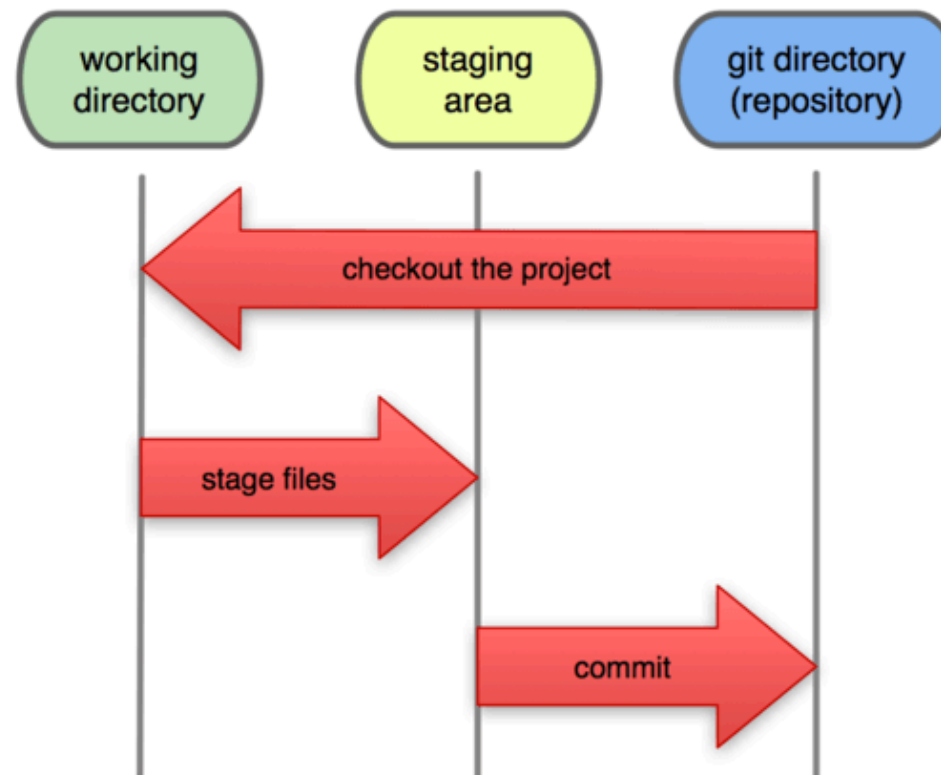 working
directory
staging
area
git directory
(repository)
checkout the project
stage files
commit